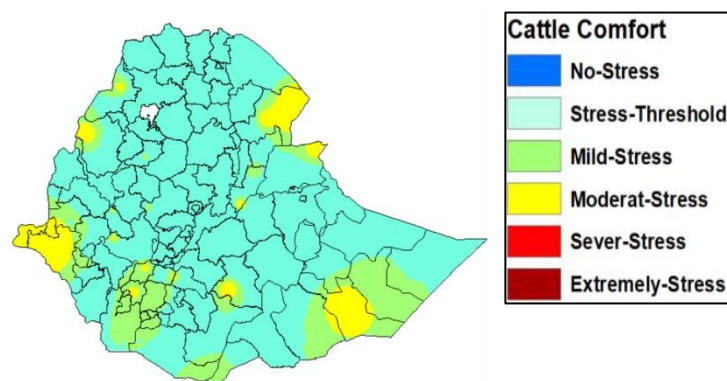 Cattle Comfort
No-Stress
Stress-Threshold
Mild-Stress
Moderat-Stress
Sever-Stress
Extremely-Stress